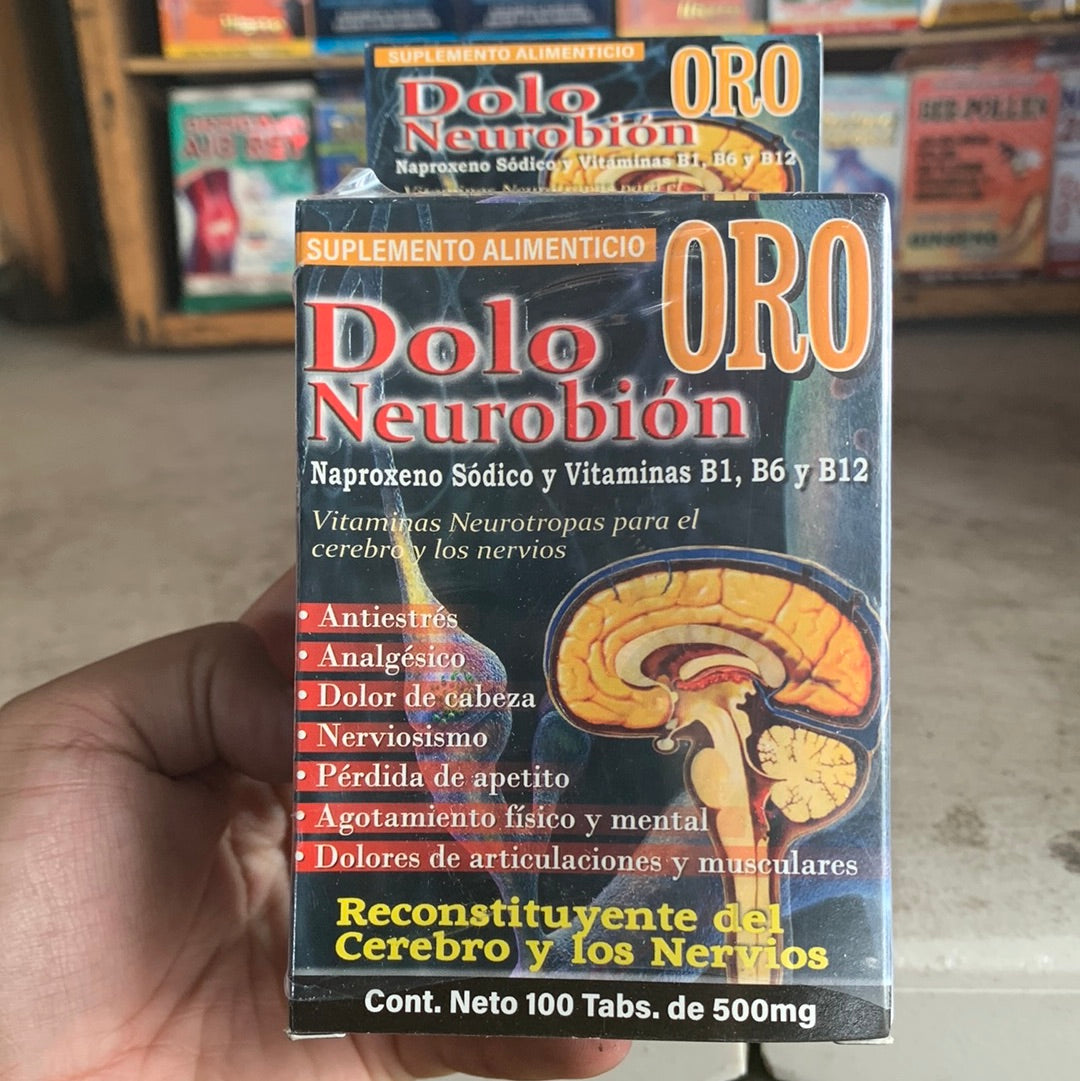 SUPLEMENTO ALIMENTICIO
ORO
Dolo
Neurobión
Naproxeno Sódico y Vitaminas B1, B6 y B12
SUPLEMENTO ALIMENTICIO
ORO
Dolo
Neurobión
Naproxeno Sódico y Vitaminas B1, B6 y B12
Vitaminas Neurotropas para el
cerebro y los nervios
• Antiestrés
• Analgésico
• Dolor de cabeza
• Nerviosismo
• Pérdida de apetito
• Agotamiento físico y mental
• Dolores de articulaciones y musculares
Reconstituyente del
Cerebro y los Nervios
Cont. Neto 100 Tabs. de 500mg
BEE-POLLEN